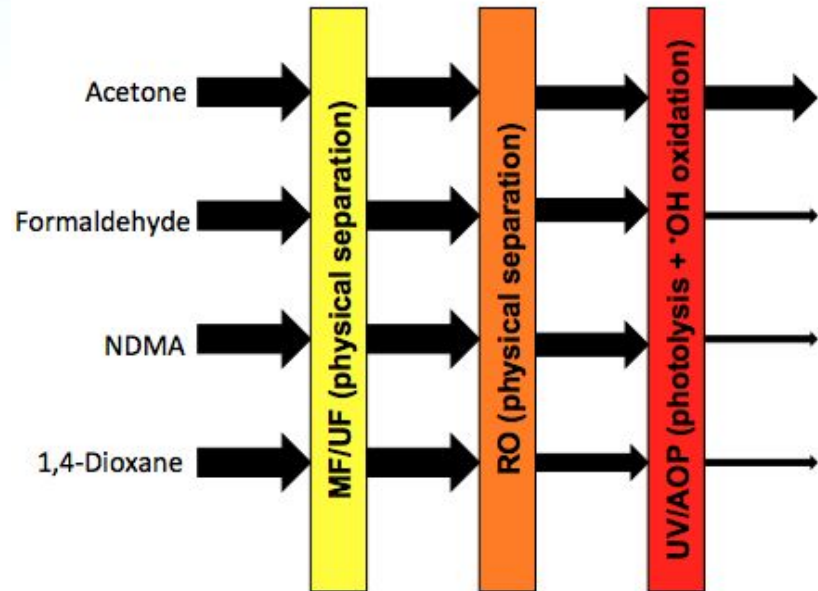 Acetone
Formaldehyde
NDMA
1,4-Dioxane
MF/UF (physical separation)
RO (physical separation)
UV/AOP (photolysis + •OH oxidation)